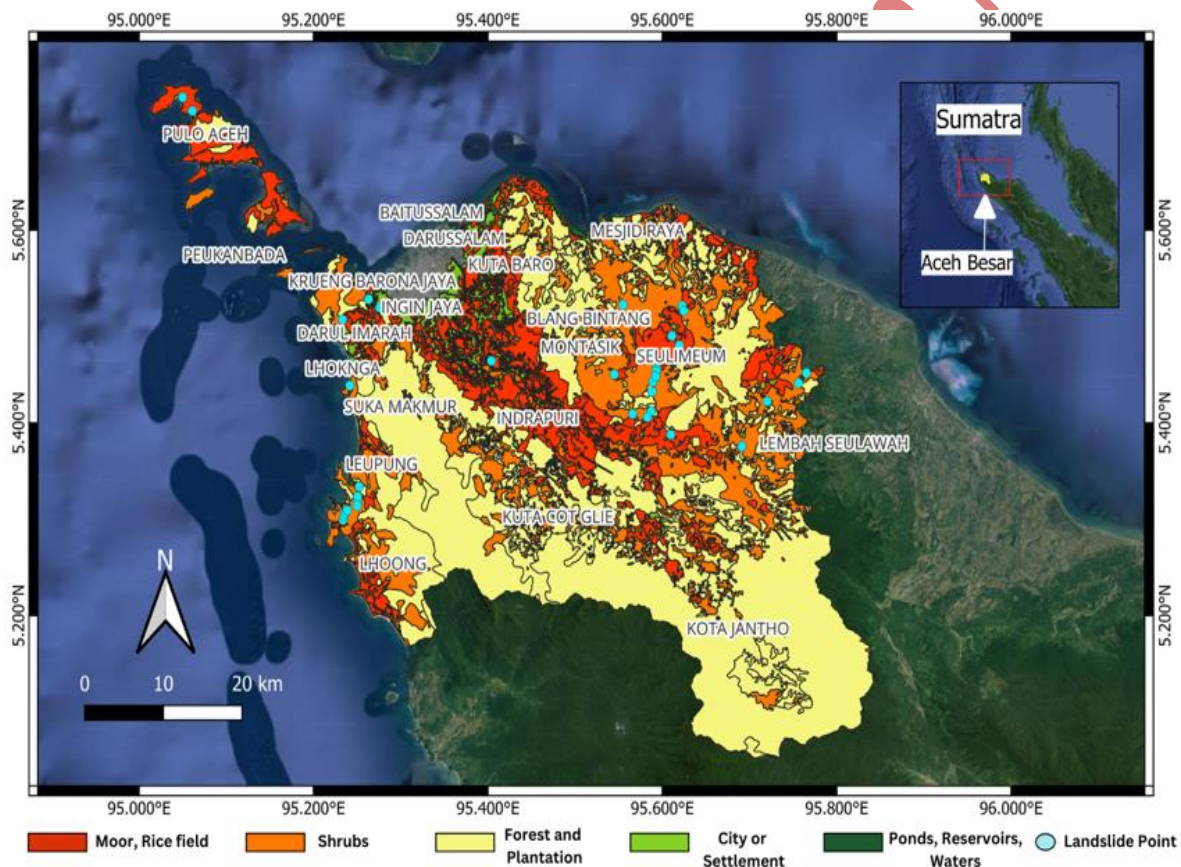 95.000°E 95.200°E 95.400°E 95.600°E 95.800°E 96.000°E
Sumatra
Aceh Besar
PULO ACEH
5.600°N 5.600°N
BAITUSSALAM
DARUSSALAM
MESJID RAYA
PEUKANBADA
KUTA BARO
KRUENG BARONA JAYA
INGIN JAYA
BLANG BINTANG
DARUL IMARAH
MONTASIK
SEULIMEUM
LHOKNGA
SUKA MAKMUR
INDRAPURI
5.400°N 5.400°N
LEMBAH SEULAWAH
LEUPUNG
KUTA COT GLIE
LHOONG
N
5.200°N 5.200°N
KOTA JANTHO
0 10 20 km
95.000°E 95.200°E 95.400°E 95.600°E 95.800°E 96.000°E
Moor, Rice field
Shrubs
Forest and
Plantation
City or
Settlement
Ponds, Reservoirs,
Waters
Landslide Point